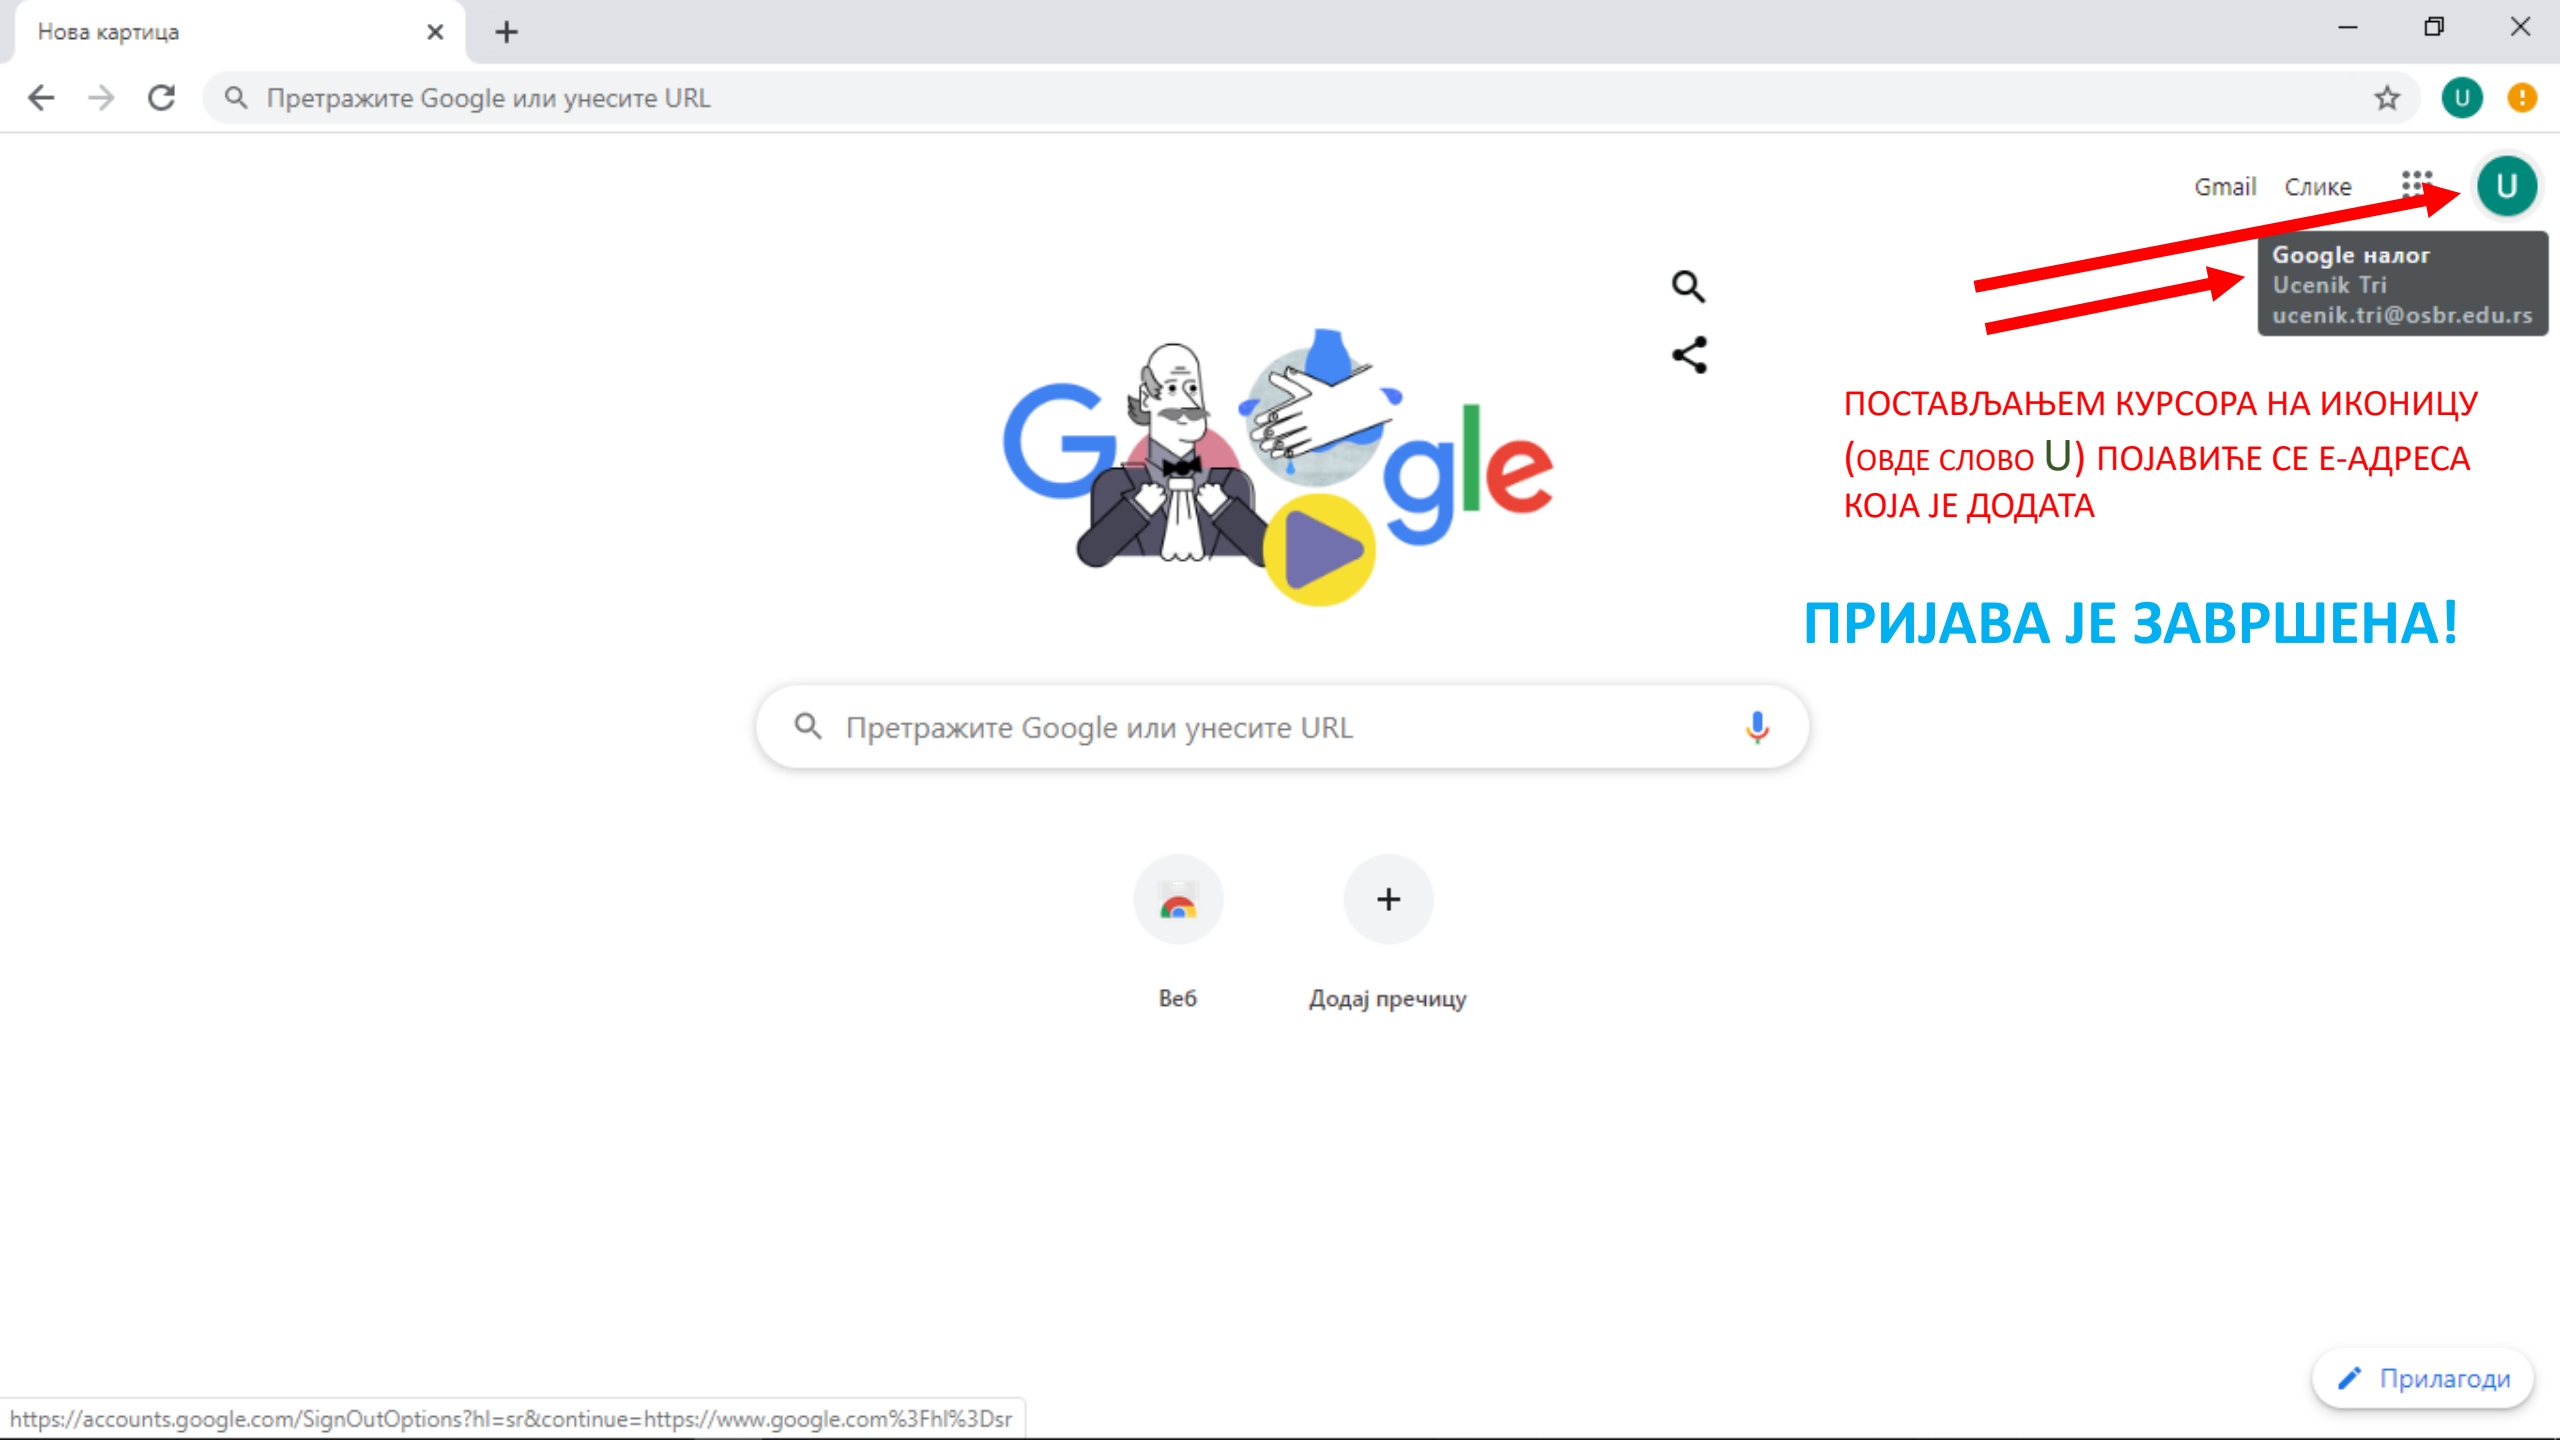 Нова картица
Претражите Google или унесите URL
U
Gmail Слике
U
Google налог
Ucenik Tri
ucenik.tri@osbr.edu.rs
Google
ПОСТАВЉАЊЕМ КУРСОРА НА ИКОНИЦУ
(ОВДЕ СЛОВО U) ПОЈАВИЋЕ СЕ Е-АДРЕСА
КОЈА ЈЕ ДОДАТА
ПРИЈАВА ЈЕ ЗАВРШЕНА!
Претражите Google или унесите URL
Веб Додај пречицу
Прилагоди
https://accounts.google.com/SignOutOptions?hl=sr&continue=https://www.google.com%3Fhl%3Dsr